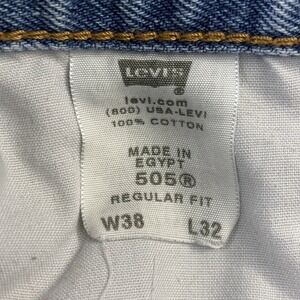 LEVI'S ®
levi.com
(800) USA-LEVI
100% COTTON
MADE IN
EGYPT
505®
REGULAR FIT
W38 L32